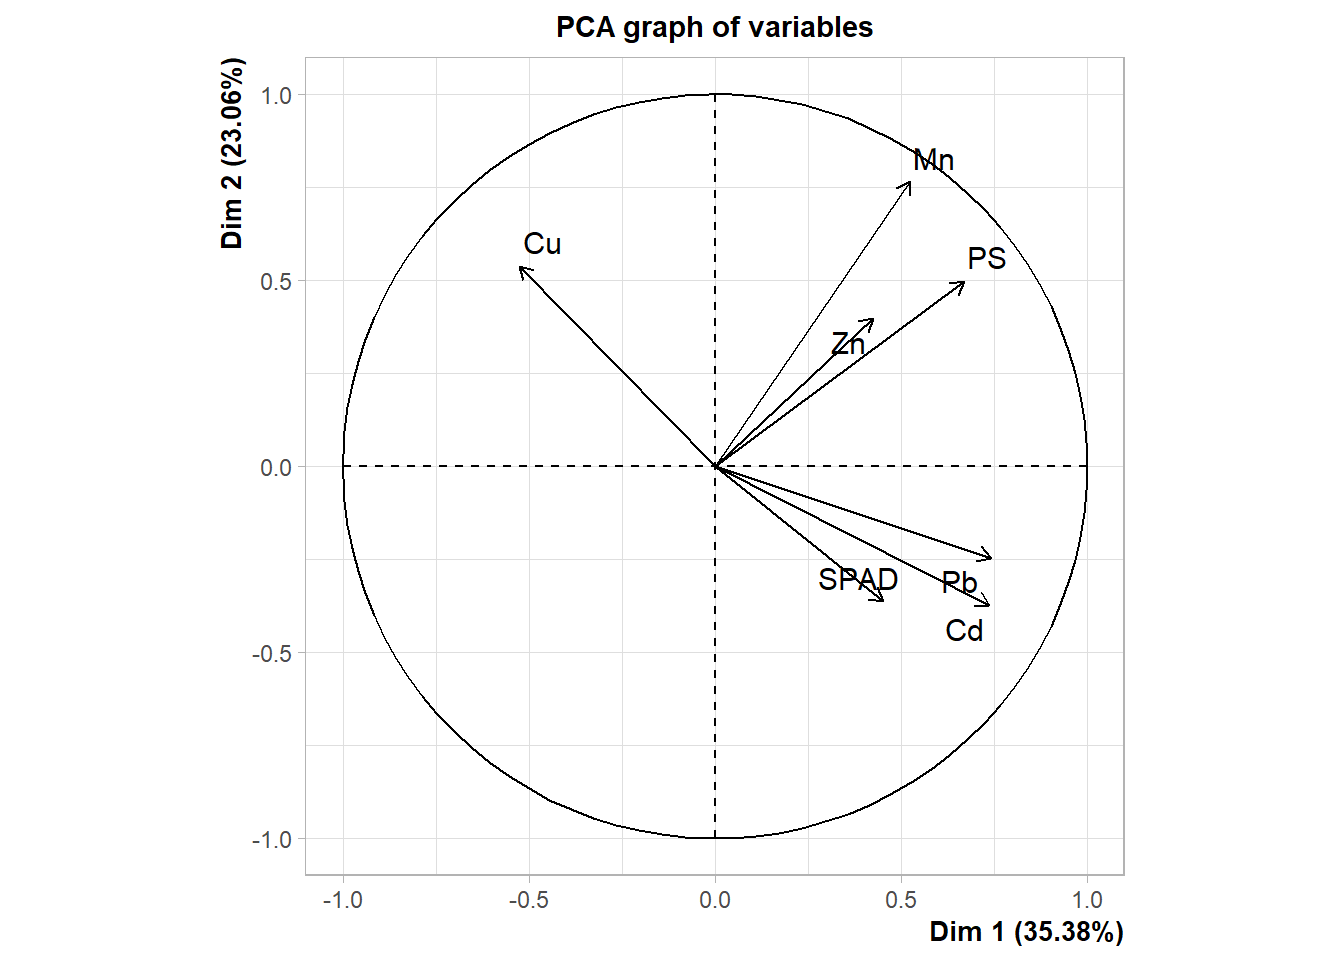 PCA graph of variables
Dim 2 (23.06%)
1.0
0.5
0.0
-0.5
-1.0
Mn
Cu
PS
Zn
SPAD
Pb
Cd
-1.0
-0.5
0.0
0.5
1.0
Dim 1 (35.38%)